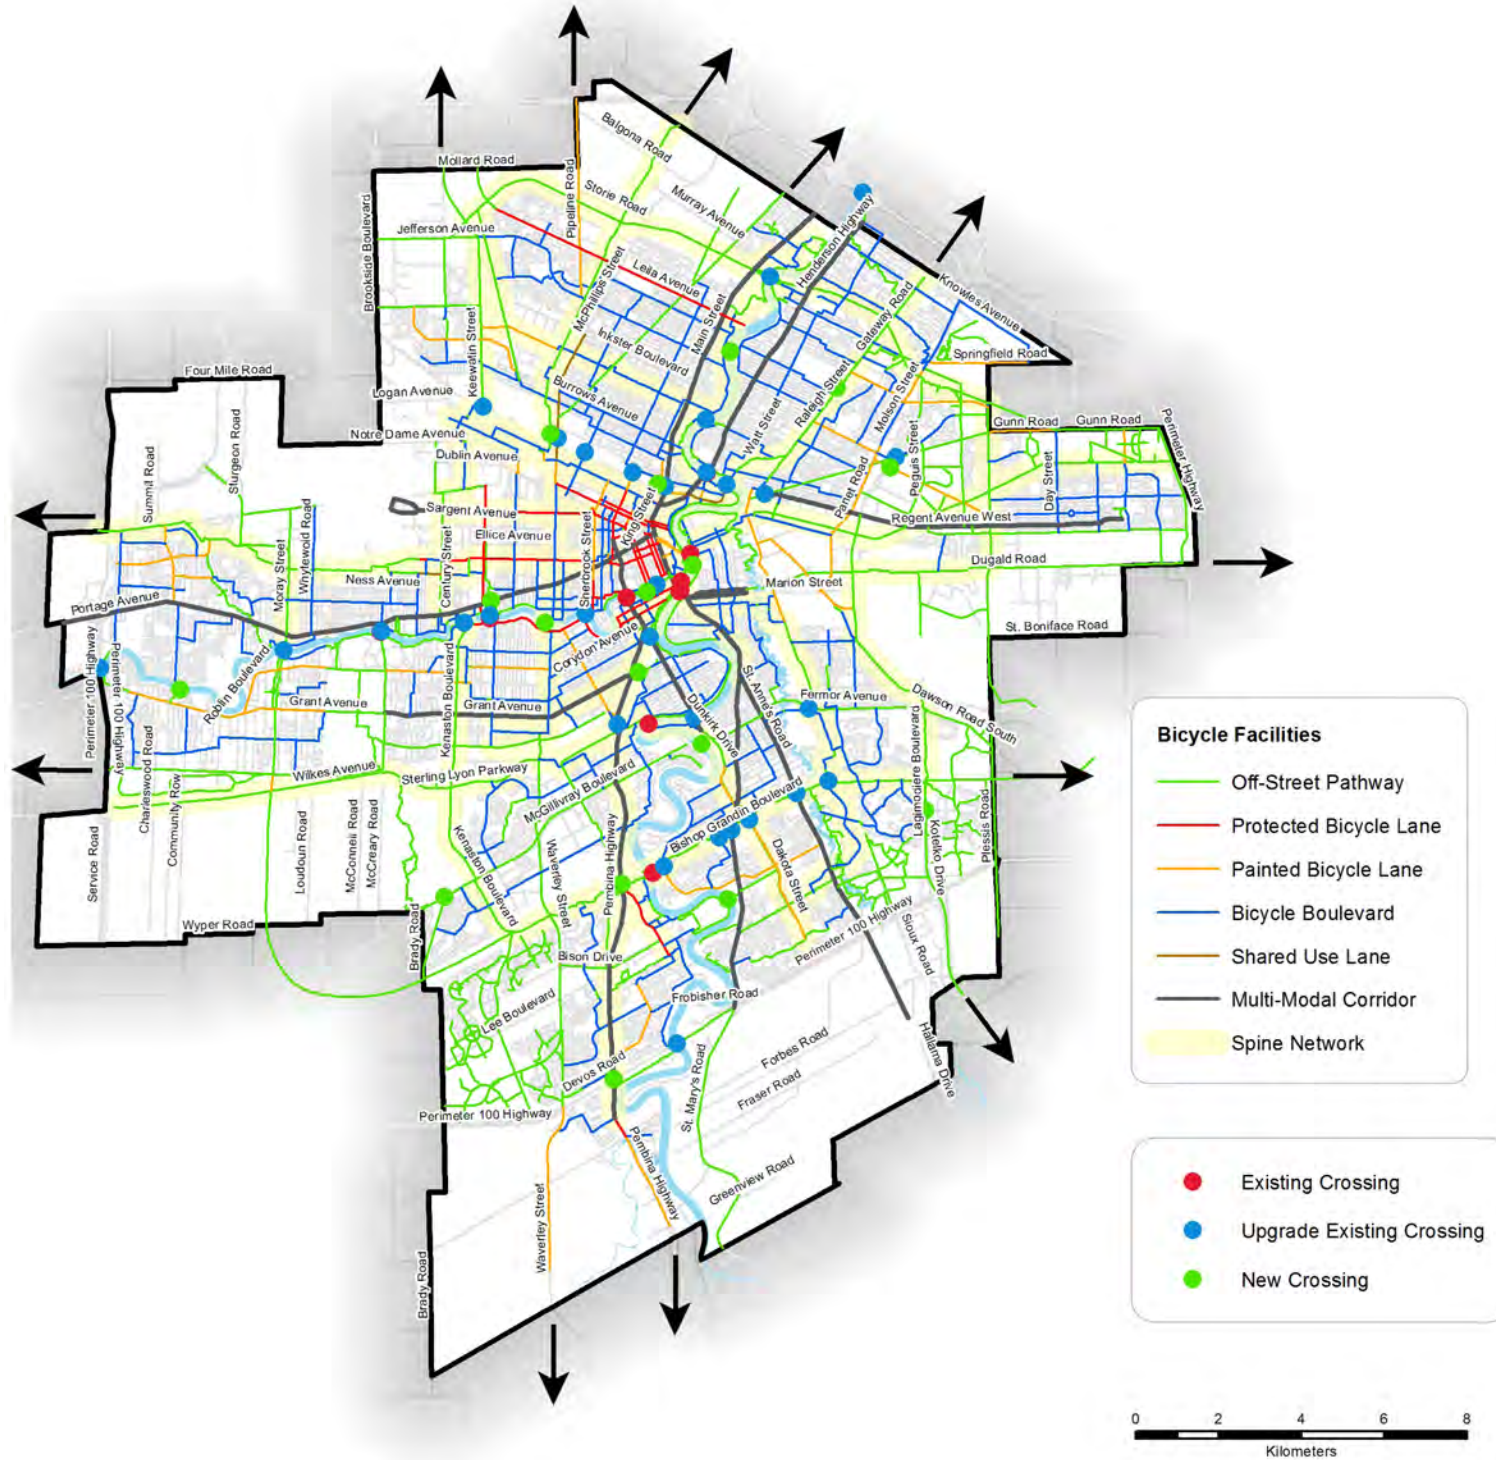 Balgona Road
Mollard Road
Pipeline Road
Storie Road
Murray Avenue
Brookside Boulevard
Jefferson Avenue
Henderson Highway
Leila Avenue
McPhillips Street
Main Street
Gateway Road
Knowles Avenue
Keewatin Street
Inkster Boulevard
Springfield Road
Four Mile Road
Logan Avenue
Burrows Avenue
Raleigh Street
Molson Street
Watt Street
Gunn Road
Gunn Road
Perimeter Highway
Notre Dame Avenue
Dublin Avenue
Summit Road
Sturgeon Road
Peguis Street
Day Street
Planet Road
Sargent Avenue
King Street
Regent Avenue West
Whytewold Road
Ellice Avenue
Sherbrook Street
Century Street
Moray Street
Ness Avenue
Marion Street
Dugald Road
Portage Avenue
St. Boniface Road
Corydon Avenue
Perimeter 100 Highway
Perimeter 100 Highway
Roblin Boulevard
Grant Avenue
Grant Avenue
Kenaston Boulevard
Dunkirk Drive
St. Anne's Road
Fermor Avenue
Dawson Road South
Charleswood Road
Community Row
Wilkes Avenue
Sterling Lyon Parkway
McGillivray Boulevard
Bishop Grandin Boulevard
Lagimodiere Boulevard
Kotelko Drive
Plessis Road
Service Road
Loudoun Road
McConnell Road
McCreary Road
Kenaston Boulevard
Waverley Street
Pembina Highway
Dakota Street
Wyper Road
Brady Road
Perimeter 100 Highway
Sioux Road
Bison Drive
Lee Boulevard
Frobisher Road
Forbes Road
Fraser Road
Hallama Drive
Devos Road
St. Mary's Road
Perimeter 100 Highway
Pembina Highway
Greenview Road
Waverley Street
Brady Road
Bicycle Facilities
Off-Street Pathway
Protected Bicycle Lane
Painted Bicycle Lane
Bicycle Boulevard
Shared Use Lane
Multi-Modal Corridor
Spine Network
Existing Crossing
Upgrade Existing Crossing
New Crossing
0 2 4 6 8
Kilometers